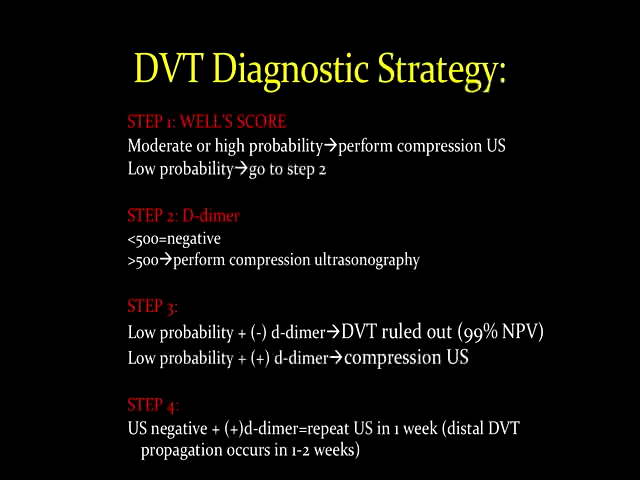 DVT Diagnostic Strategy:
STEP 1: WELL'S SCORE
Moderate or high probability→perform compression US
Low probability→go to step 2
STEP 2: D-dimer
<500=negative
>500→perform compression ultrasonography
STEP 3:
Low probability + (-) d-dimer→DVT ruled out (99% NPV)
Low probability + (+) d-dimer→compression US
STEP 4:
US negative + (+)d-dimer=repeat US in 1 week (distal DVT
propagation occurs in 1-2 weeks)